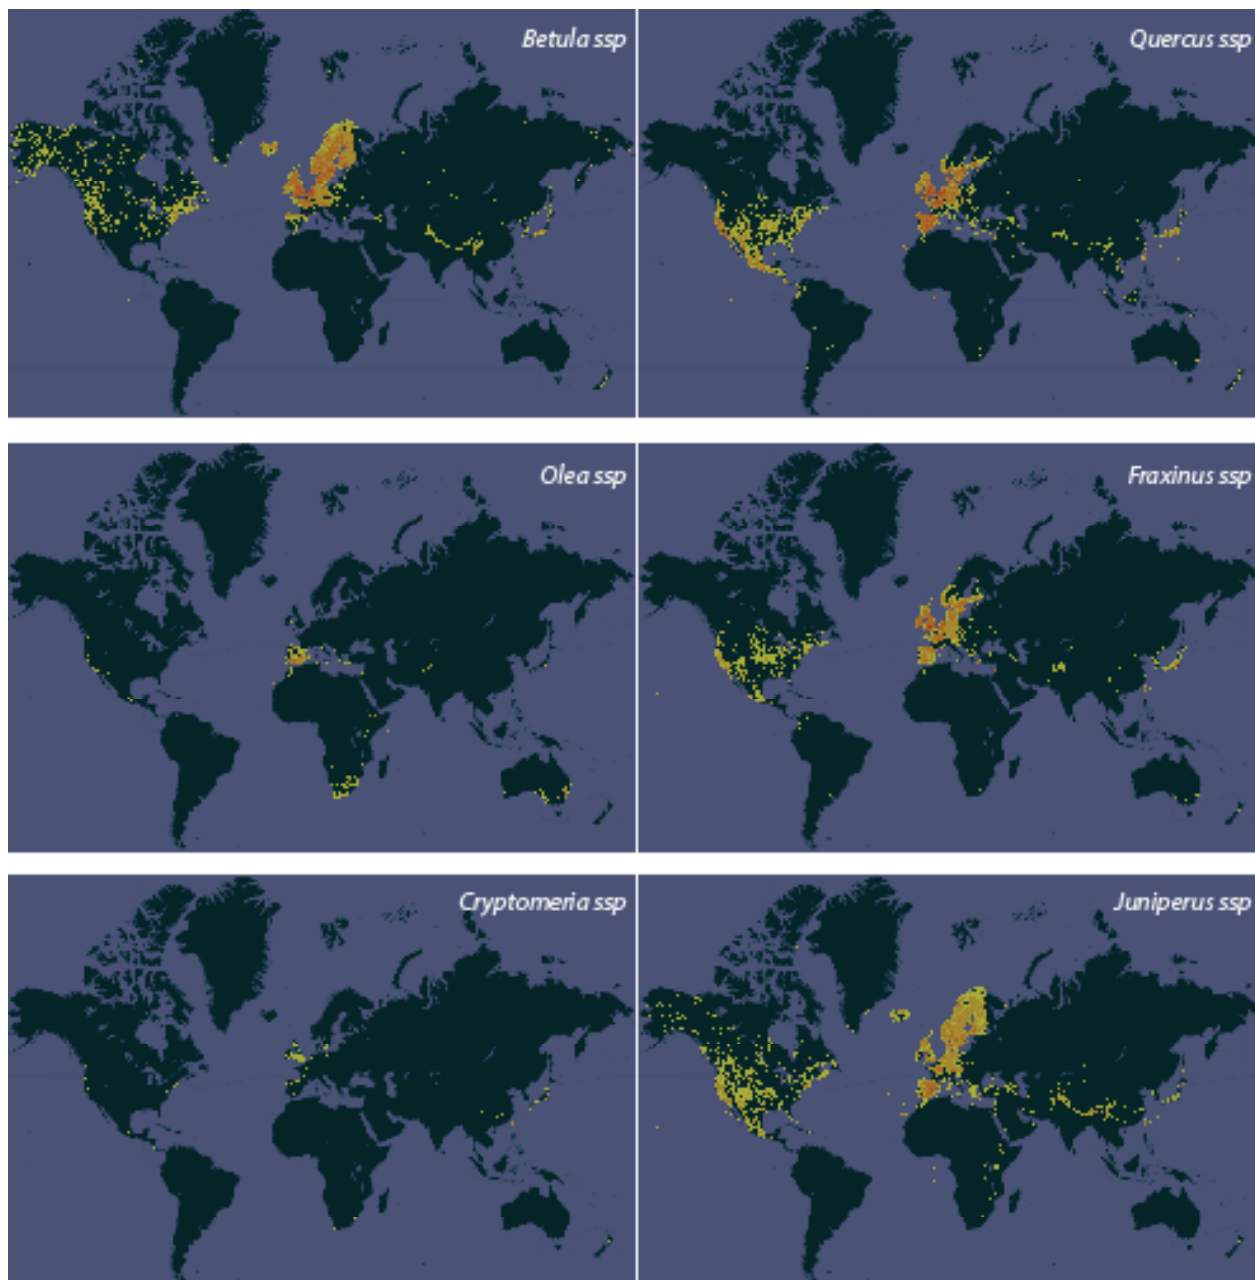 Betula ssp
Quercus ssp
Olea ssp
Fraxinus ssp
Cryptomeria ssp
Juniperus ssp